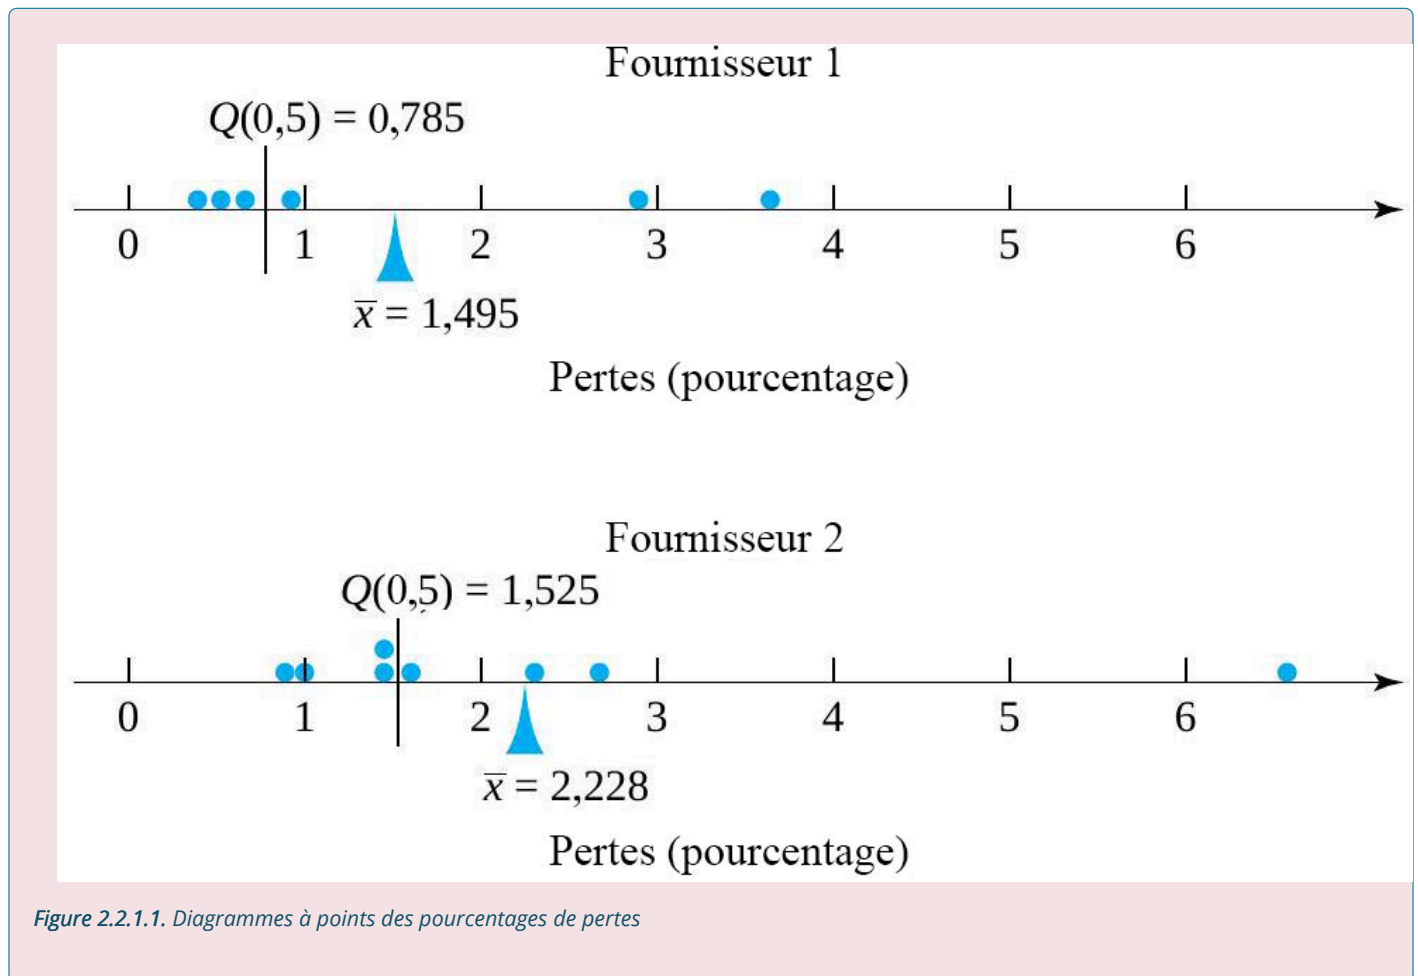 Fournisseur 1
Q(0,5) = 0,785
0 1 2 3 4 5 6
x̅ = 1,495
Pertes (pourcentage)
Fournisseur 2
Q(0,5) = 1,525
0 1 2 3 4 5 6
x̅ = 2,228
Pertes (pourcentage)
Figure 2.2.1.1. Diagrammes à points des pourcentages de pertes